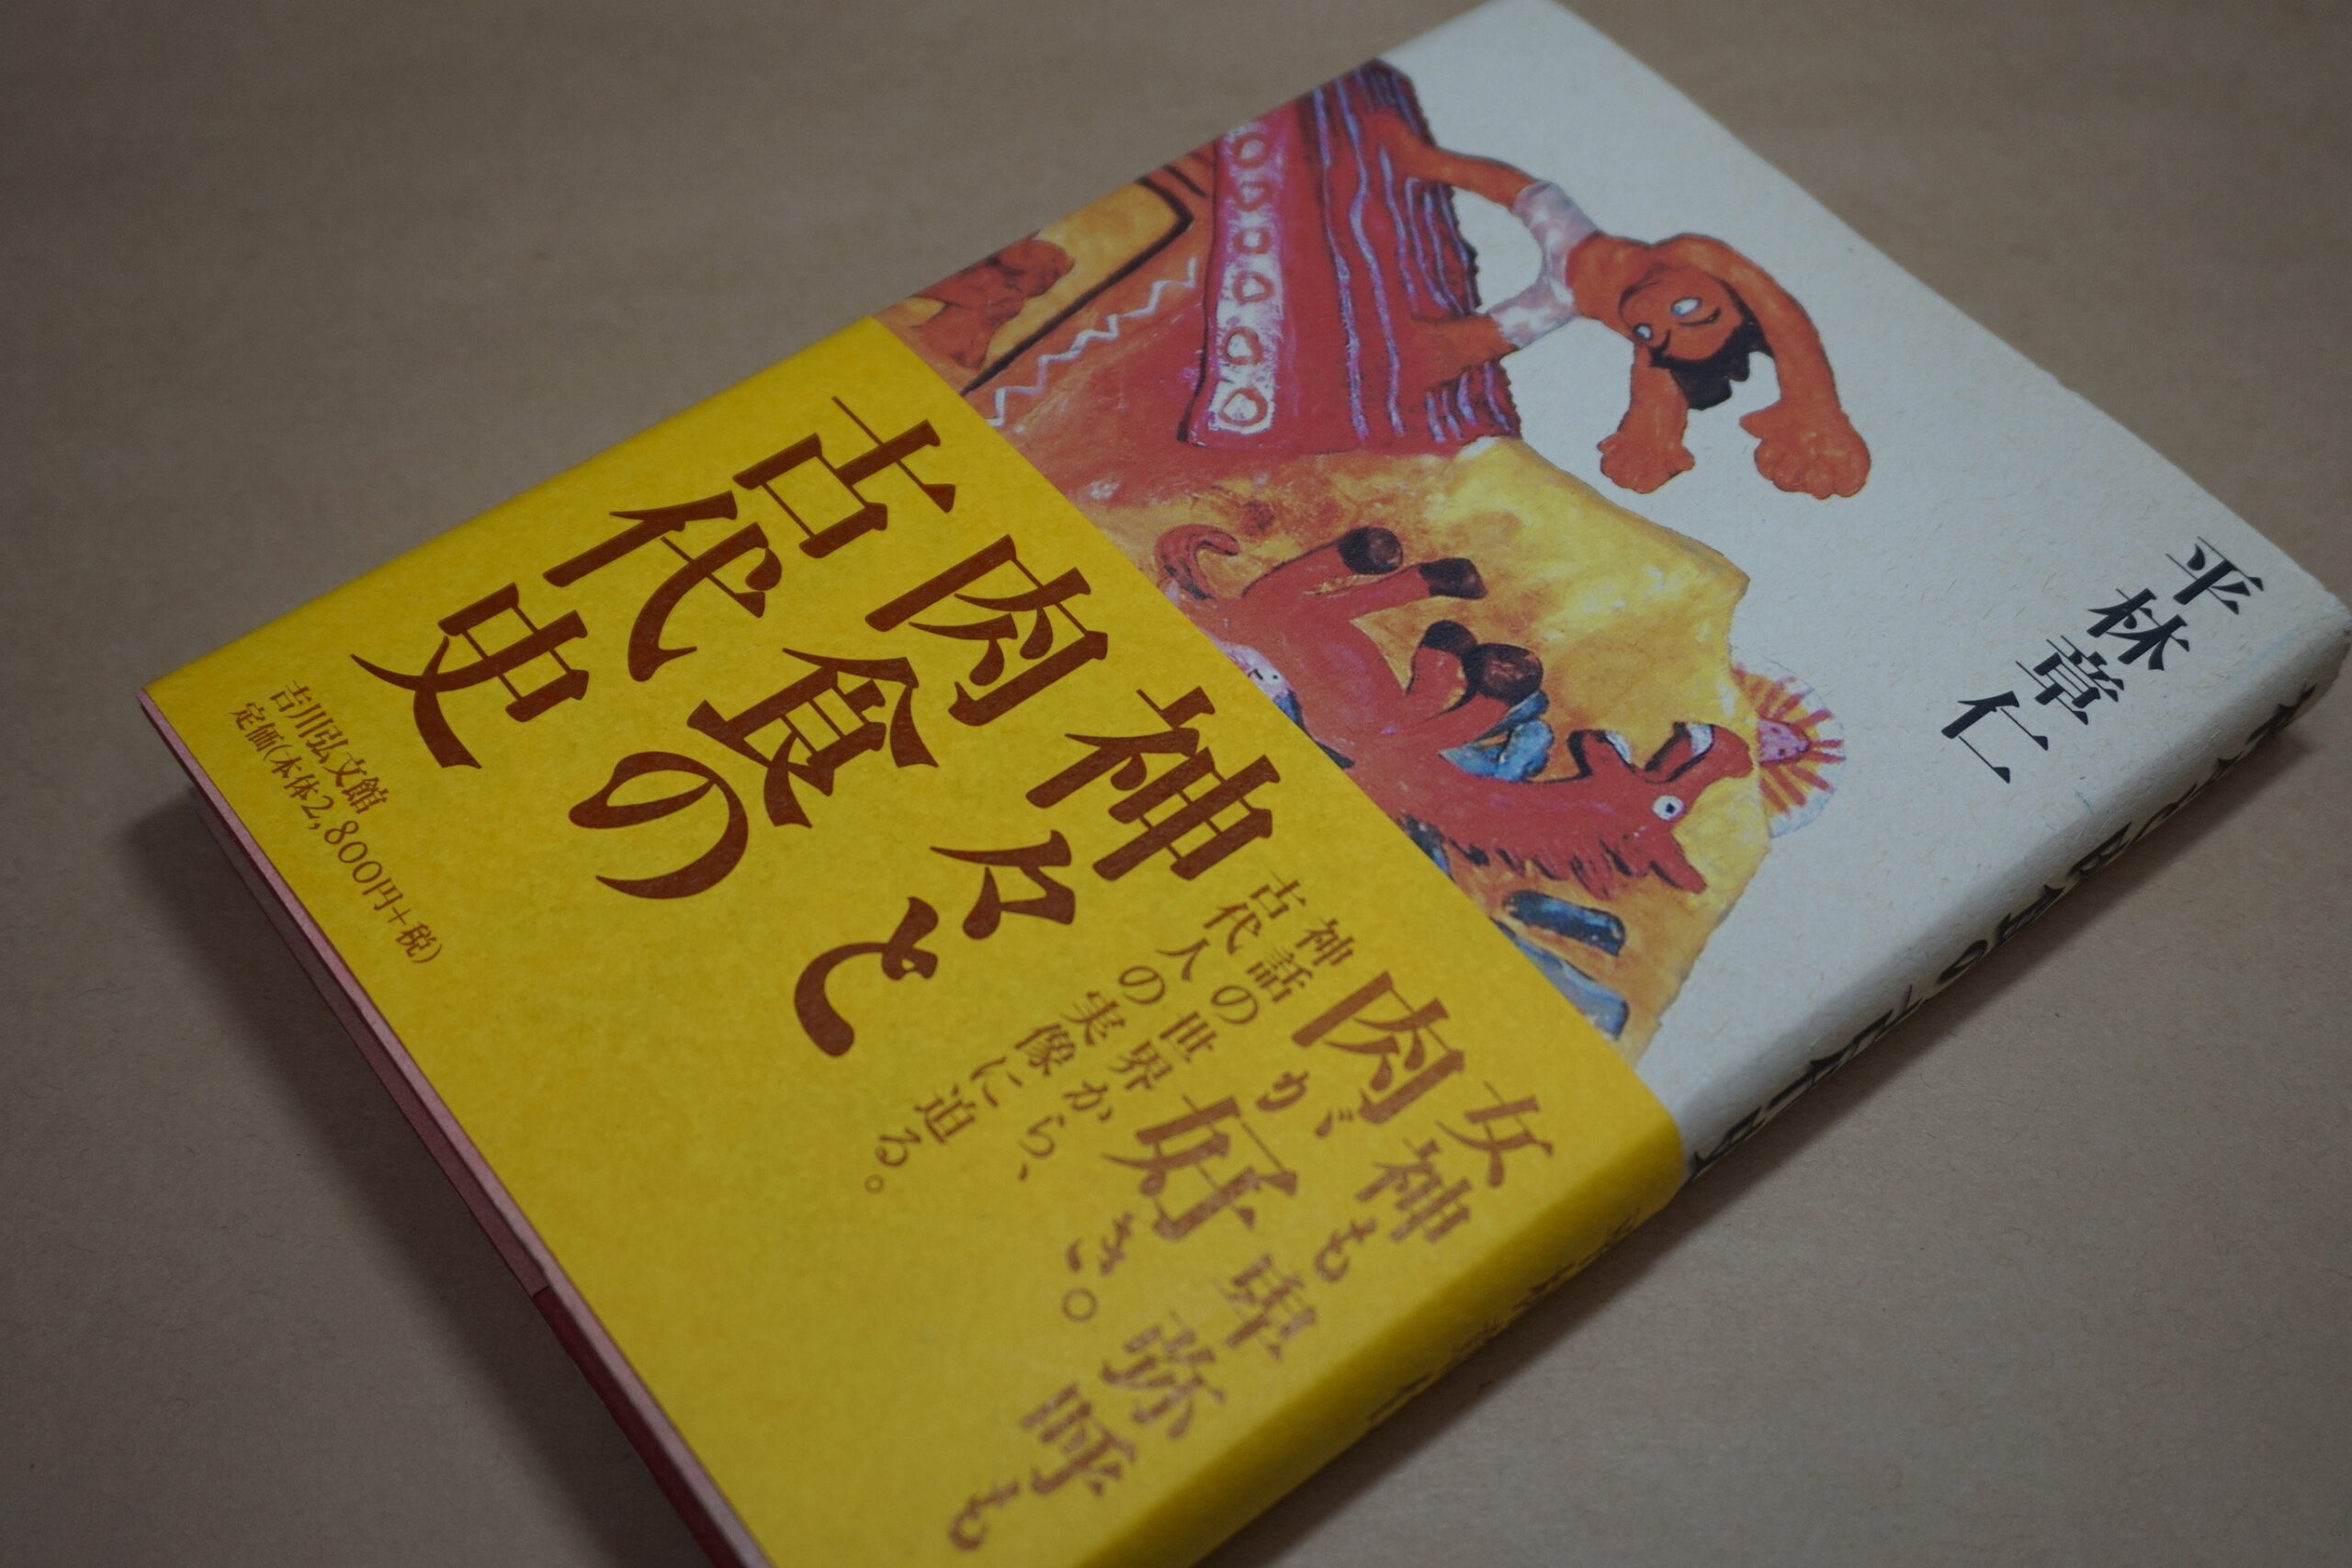 平林章仁
女神も卑弥呼も
肉が好き。
神話の世界から、
古代人の実像に迫る。
神々と
肉食の
古代史
吉川弘文館
定価(本体2,800円+税)